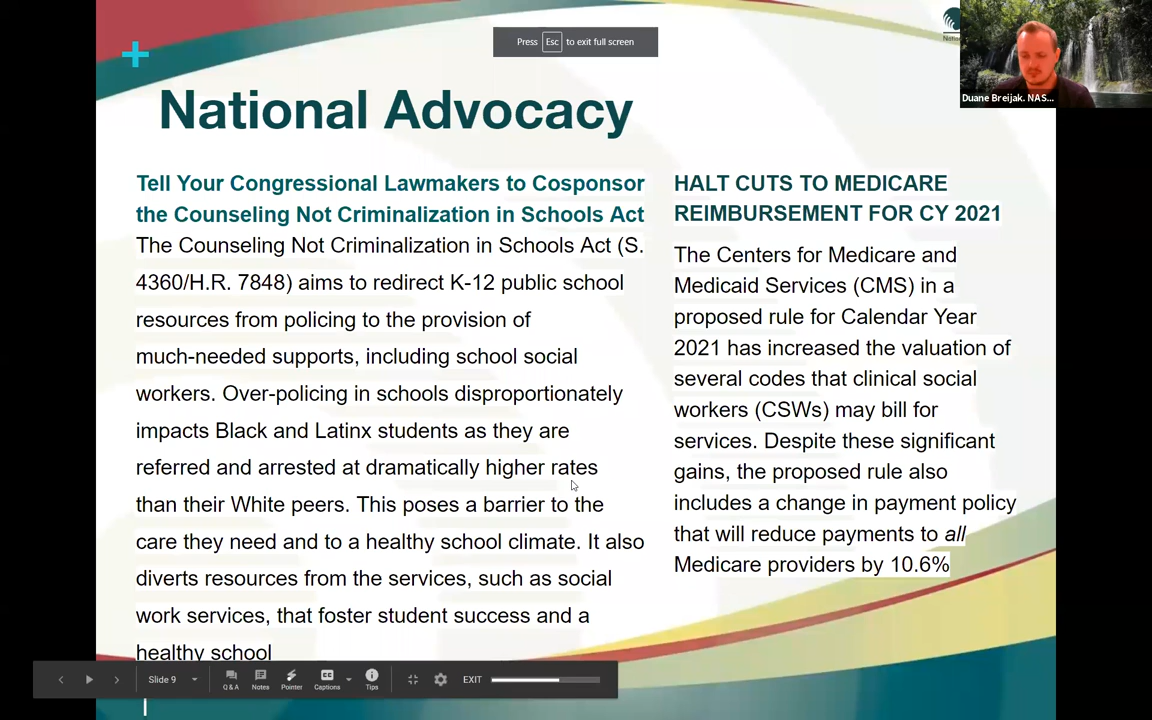 Press Esc to exit full screen
Duane Breijak. NAS...
National Advocacy
Tell Your Congressional Lawmakers to Cosponsor
the Counseling Not Criminalization in Schools Act
The Counseling Not Criminalization in Schools Act (S.
4360/H.R. 7848) aims to redirect K-12 public school
resources from policing to the provision of
much-needed supports, including school social
workers. Over-policing in schools disproportionately
impacts Black and Latinx students as they are
referred and arrested at dramatically higher rates
than their White peers. This poses a barrier to the
care they need and to a healthy school climate. It also
diverts resources from the services, such as social
work services, that foster student success and a
healthy school
HALT CUTS TO MEDICARE
REIMBURSEMENT FOR CY 2021
The Centers for Medicare and
Medicaid Services (CMS) in a
proposed rule for Calendar Year
2021 has increased the valuation of
several codes that clinical social
workers (CSWs) may bill for
services. Despite these significant
gains, the proposed rule also
includes a change in payment policy
that will reduce payments to all
Medicare providers by 10.6%
Slide 9
Q & A
Notes
Pointer
Captions
Tips
EXIT